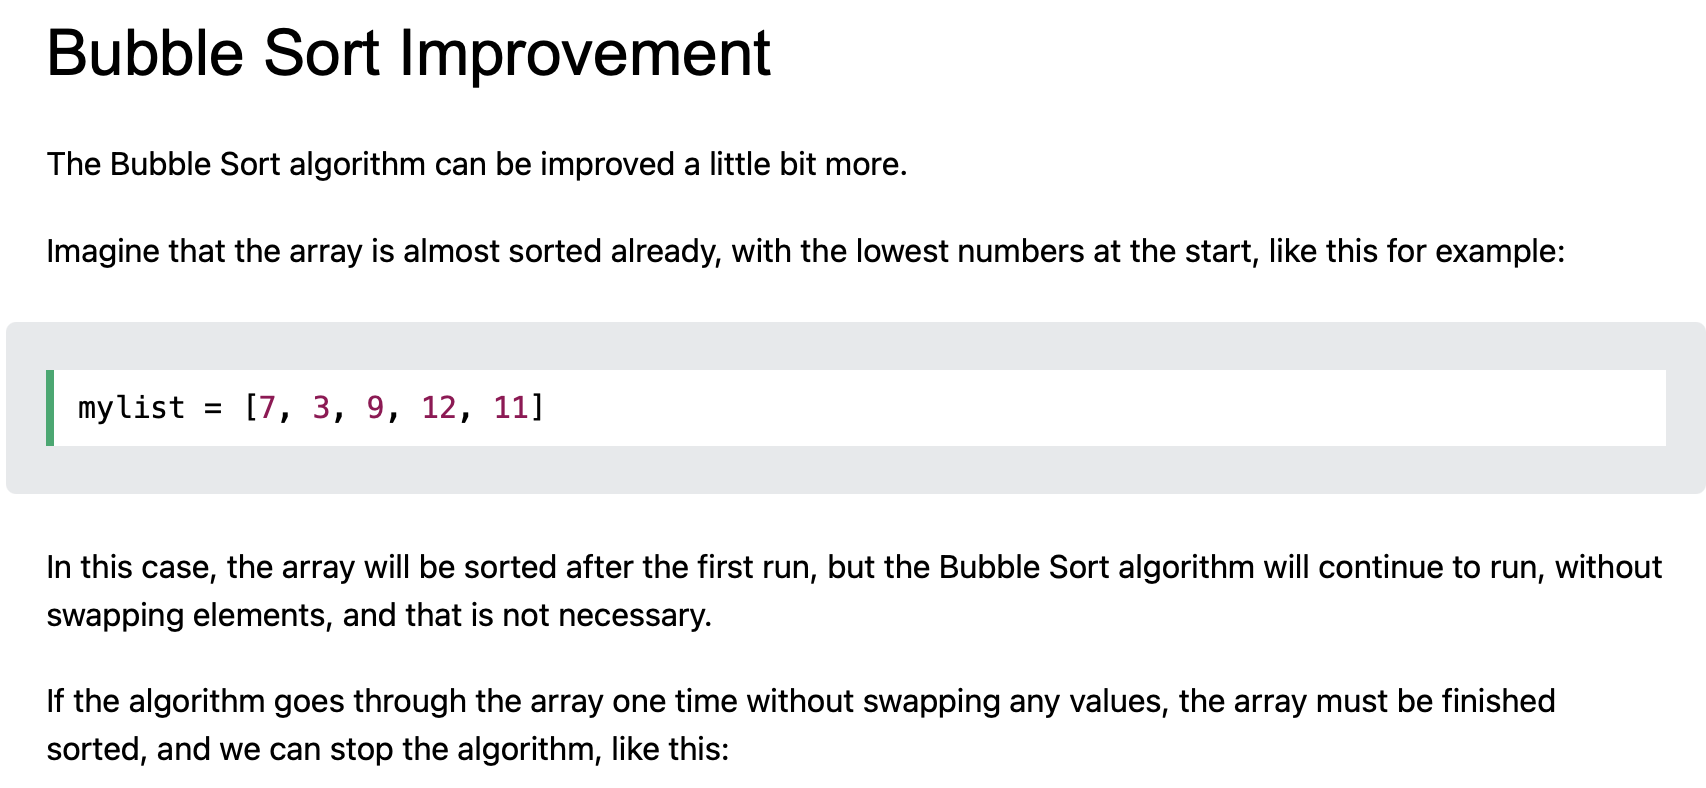 Bubble Sort Improvement
The Bubble Sort algorithm can be improved a little bit more.
Imagine that the array is almost sorted already, with the lowest numbers at the start, like this for example:
mylist = [7, 3, 9, 12, 11]
In this case, the array will be sorted after the first run, but the Bubble Sort algorithm will continue to run, without
swapping elements, and that is not necessary.
If the algorithm goes through the array one time without swapping any values, the array must be finished
sorted, and we can stop the algorithm, like this: